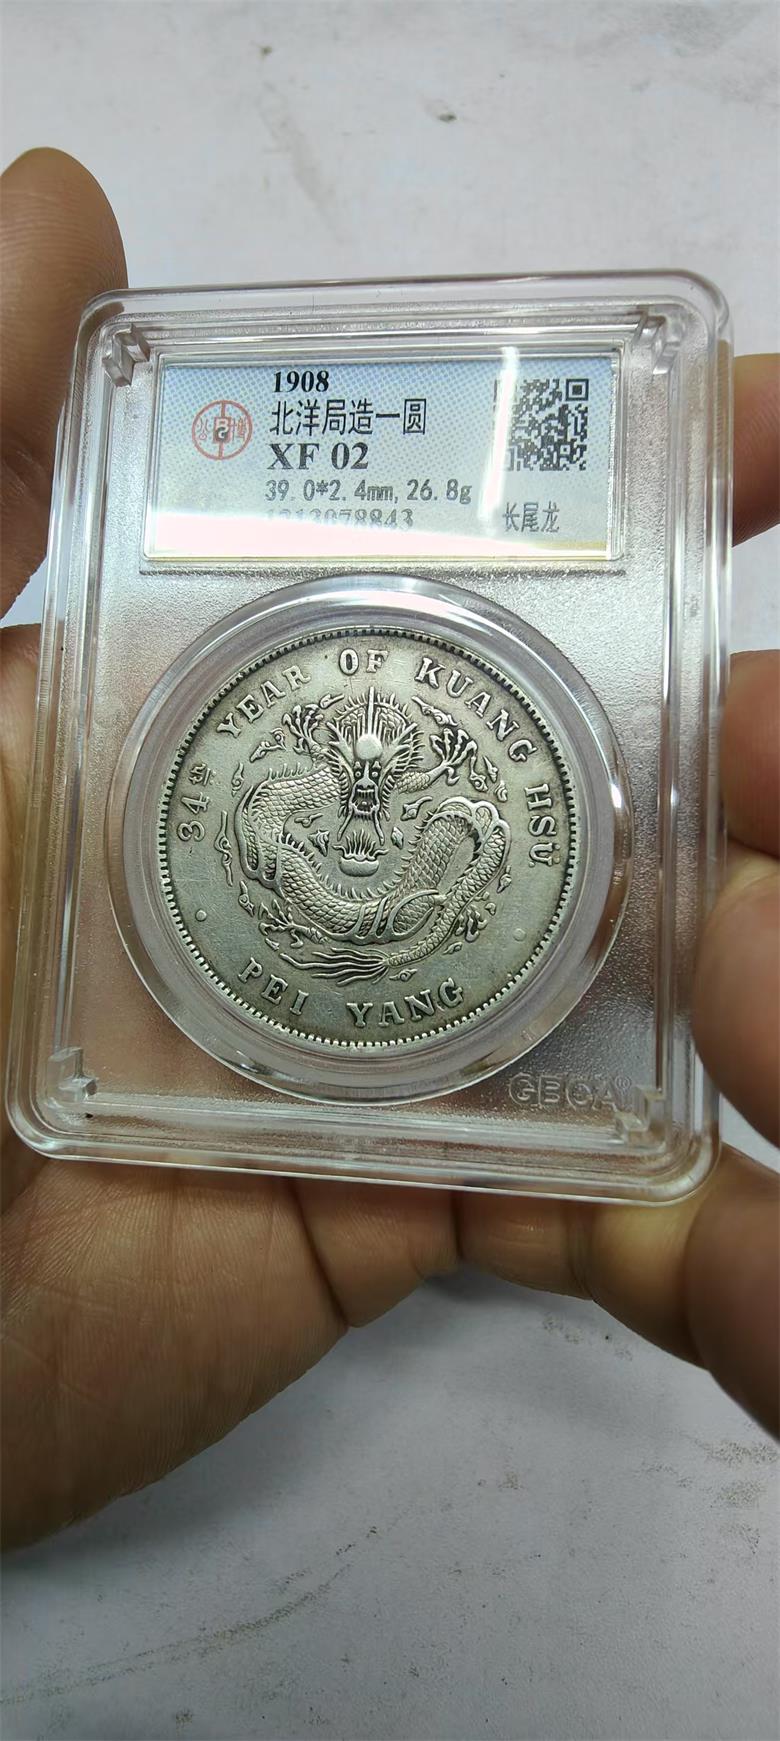 1908
北洋局造一圆
XF 02
39.0*2.4mm,26.8g
1213078843
长尾龙
34TH YEAR OF KUANG HSÜ
PEI YANG
GBCA®